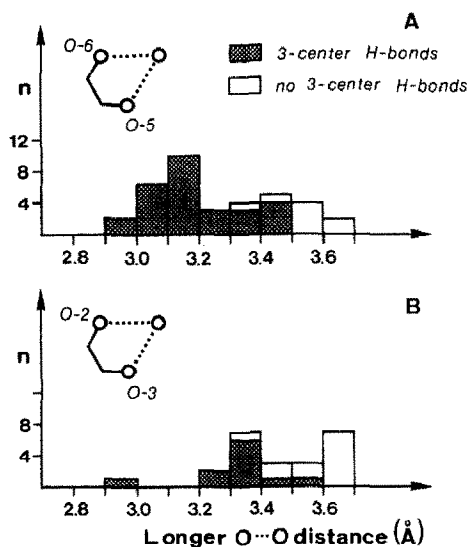 A
O-6
O-5
3-center H-bonds
no 3-center H-bonds
n
12
8
4
2.8 3.0 3.2 3.4 3.6
B
O-2
O-3
n
8
4
2.8 3.0 3.2 3.4 3.6
Longer O···O distance (Å)